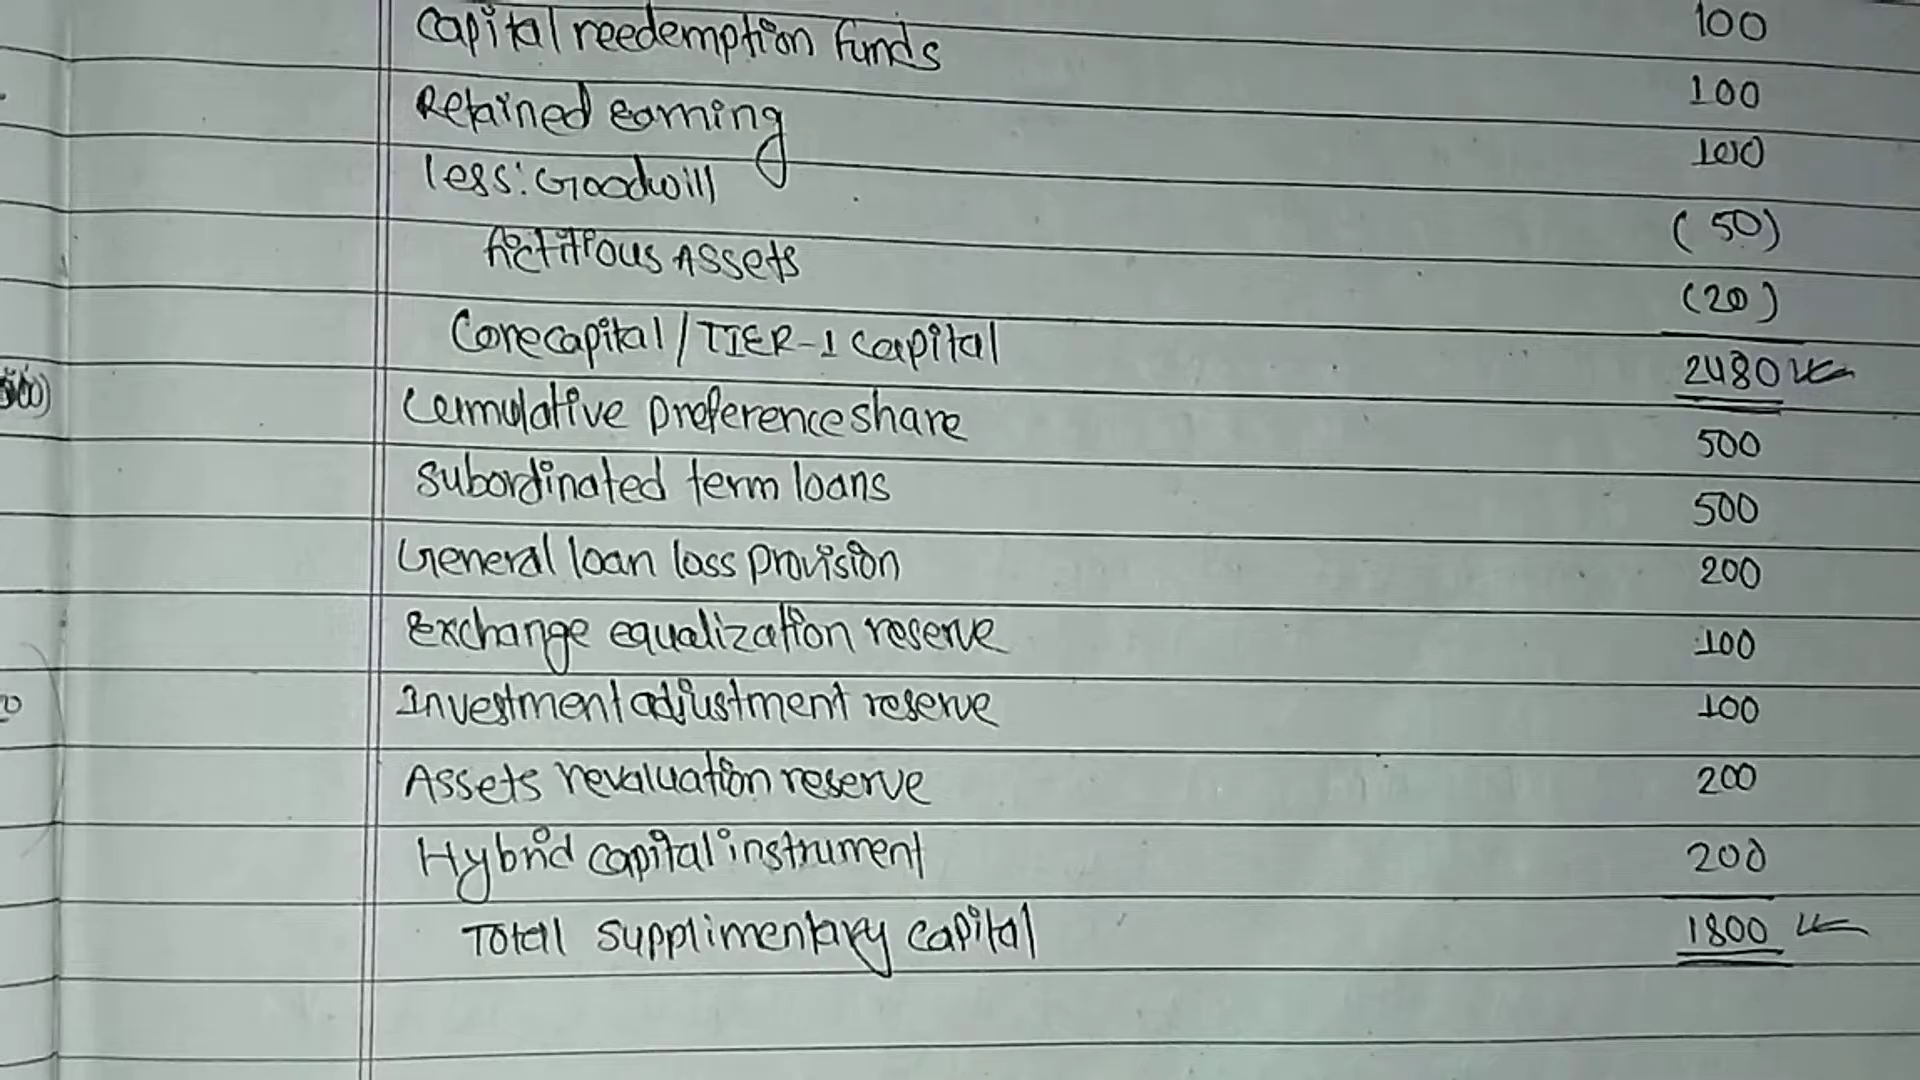 100
Capital reedemption funds 100
Retained earning 100
less: Goodwill (50)
fictitious Assets (20)
Core capital / TIER-1 capital 2480
Cumulative preference share 500
Subordinated term loans 500
General loan loss provision 200
Exchange equalization reserve 100
Investment adjustment reserve 100
Assets revaluation reserve 200
Hybrid capital instrument 200
Total supplimentary capital 1800